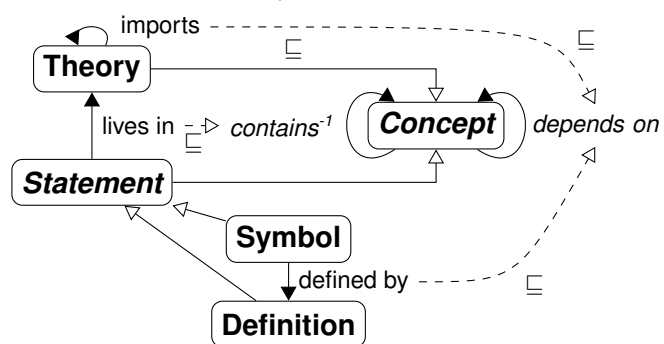 imports
⊑
⊑
Theory
lives in
⊑
contains⁻¹
Concept
depends on
Statement
Symbol
defined by
⊑
Definition